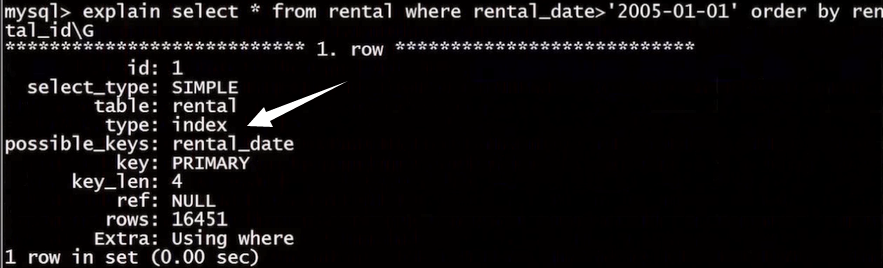 mysql> explain select * from rental where rental_date>'2005-01-01' order by ren
tal_id\G
*************************** 1. row ***************************
id: 1
select_type: SIMPLE
table: rental
type: index
possible_keys: rental_date
key: PRIMARY
key_len: 4
ref: NULL
rows: 16451
Extra: Using where
1 row in set (0.00 sec)